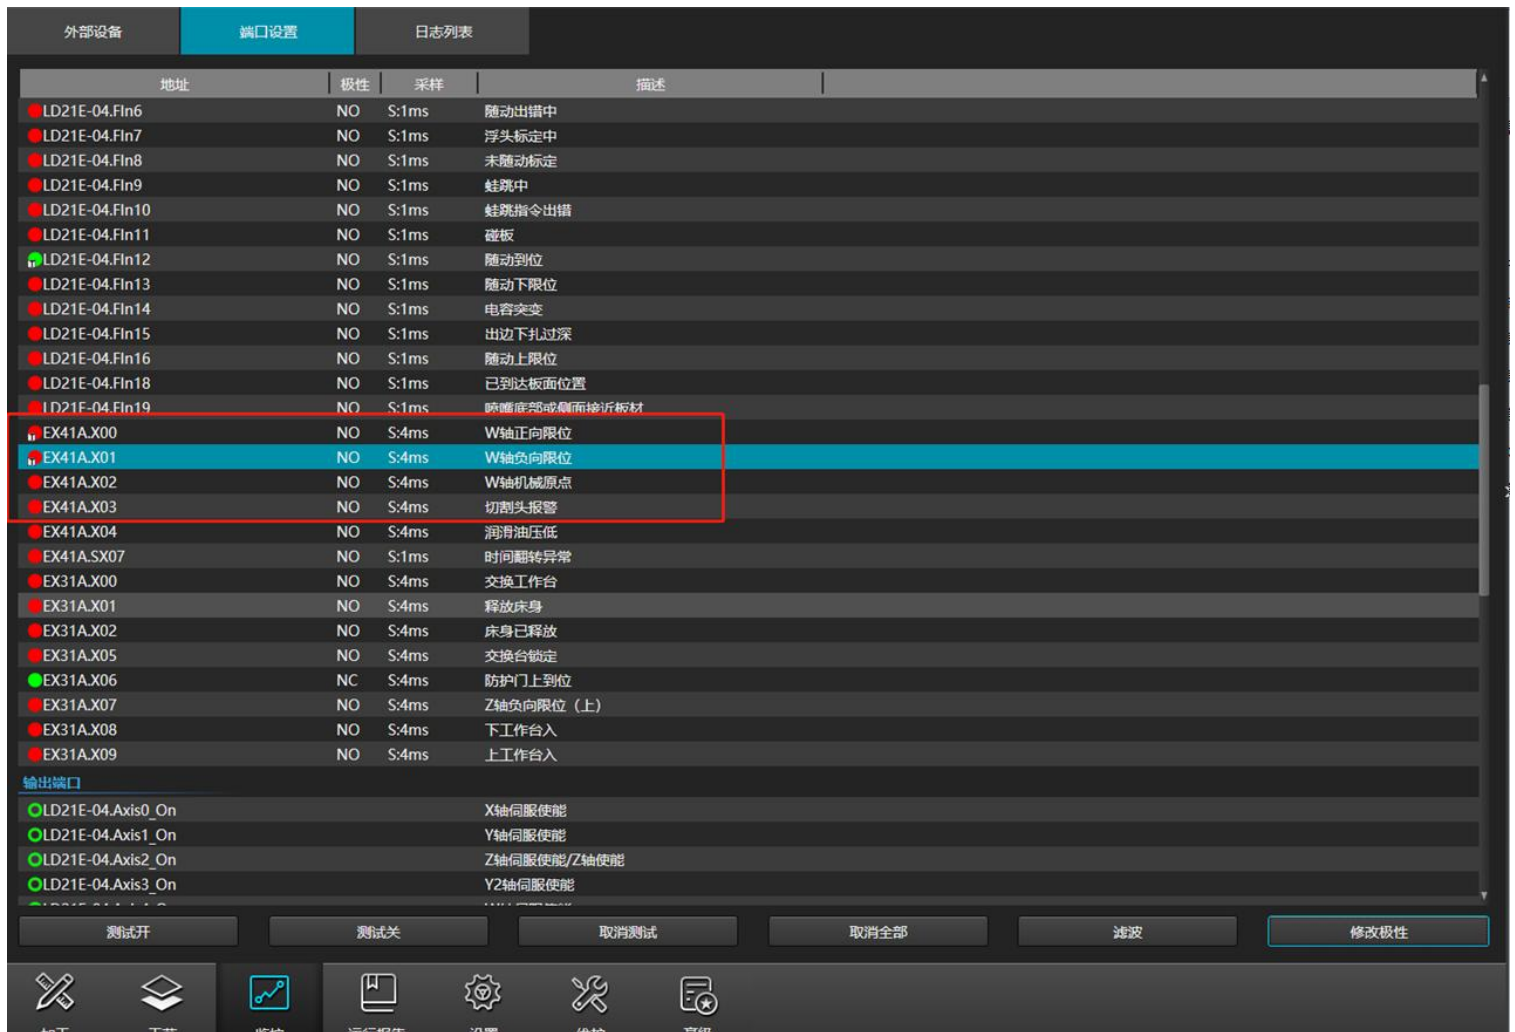 外部设备 端口设置 日志列表
地址 极性 采样 描述
LD21E-04.FIn6 NO S:1ms 随动出错中
LD21E-04.FIn7 NO S:1ms 浮头标定中
LD21E-04.FIn8 NO S:1ms 未随动标定
LD21E-04.FIn9 NO S:1ms 蛙跳中
LD21E-04.FIn10 NO S:1ms 蛙跳指令出错
LD21E-04.FIn11 NO S:1ms 碰板
LD21E-04.FIn12 NO S:1ms 随动到位
LD21E-04.FIn13 NO S:1ms 随动下限位
LD21E-04.FIn14 NO S:1ms 电容突变
LD21E-04.FIn15 NO S:1ms 出边下扎过深
LD21E-04.FIn16 NO S:1ms 随动上限位
LD21E-04.FIn18 NO S:1ms 已到达板面位置
LD21E-04.FIn19 NO S:1ms 喷嘴底部或侧面接近板材
EX41A.X00 NO S:4ms W轴正向限位
EX41A.X01 NO S:4ms W轴负向限位
EX41A.X02 NO S:4ms W轴机械原点
EX41A.X03 NO S:4ms 切割头报警
EX41A.X04 NO S:4ms 润滑油压低
EX41A.SX07 NO S:1ms 时间翻转异常
EX31A.X00 NO S:4ms 交换工作台
EX31A.X01 NO S:4ms 释放床身
EX31A.X02 NO S:4ms 床身已释放
EX31A.X05 NO S:4ms 交换台锁定
EX31A.X06 NC S:4ms 防护门上到位
EX31A.X07 NO S:4ms Z轴负向限位（上）
EX31A.X08 NO S:4ms 下工作台入
EX31A.X09 NO S:4ms 上工作台入
输出端口
LD21E-04.Axis0_On X轴伺服使能
LD21E-04.Axis1_On Y轴伺服使能
LD21E-04.Axis2_On Z轴伺服使能/Z轴使能
LD21E-04.Axis3_On Y2轴伺服使能
测试开 测试关 取消测试 取消全部 滤波 修改极性